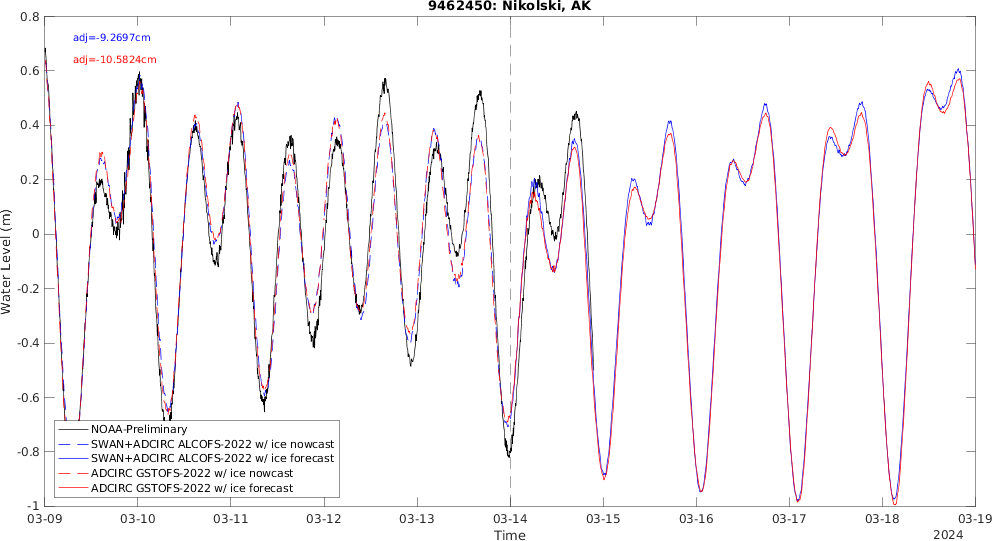 9462450: Nikolski, AK
0.8
adj=-9.2697cm
adj=-10.5824cm
0.6
0.4
0.2
0
-0.2
-0.4
-0.6
-0.8
-1
Water Level (m)
NOAA-Preliminary
SWAN+ADCIRC ALCOFS-2022 w/ ice nowcast
SWAN+ADCIRC ALCOFS-2022 w/ ice forecast
ADCIRC GSTOFS-2022 w/ ice nowcast
ADCIRC GSTOFS-2022 w/ ice forecast
03-09 03-10 03-11 03-12 03-13 03-14 03-15 03-16 03-17 03-18 03-19
Time
2024